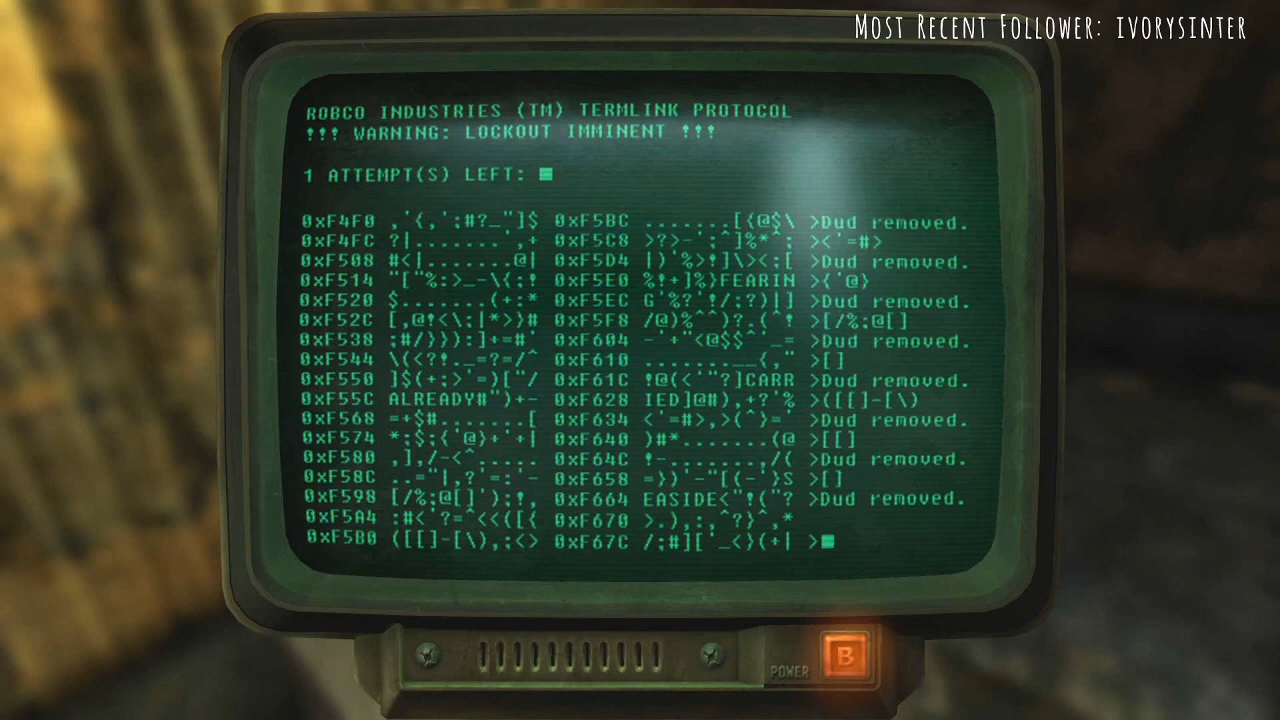 MOST RECENT FOLLOWER: IVORYSINTER
ROBCO INDUSTRIES (TM) TERMLINK PROTOCOL
!!! WARNING: LOCKOUT IMMINENT !!!
1 ATTEMPT(S) LEFT:
0xF4F0 ,'{,';#?_"]$ 0xF5BC .......[{@$\ >Dud removed.
0xF4FC ?|.......',+ 0xF5C8 >?>-';^]%*^; ><'=#>
0xF508 #<|.......@| 0xF5D4 |)'%>!]\><:[ >Dud removed.
0xF514 "["%:>_-\{;! 0xF5E0 %!+]%}FEARIN >{'@}
0xF520 $.......(+:* 0xF5EC G'%?'!/;?)|] >Dud removed.
0xF52C [,@!<\;|*>}# 0xF5F8 /@)%^^)?.(^! >[/%;@[]
0xF538 ;#/}}):]+=#' 0xF604 -'+"<@$$^'_= >Dud removed.
0xF544 \(<?!._=?=/^ 0xF610 .......__{," >[]
0xF550 ]$(+;>'=)["/ 0xF61C !@(<'^"?]CARR >Dud removed.
0xF55C ALREADY#")+- 0xF628 IED]@#),+?'% >([[]-[\)
0xF568 =+$#.......[ 0xF634 <'=#>,>(^}=^ >Dud removed.
0xF574 *;$;{'@}+'+| 0xF640 )#*.......(@ >[[]
0xF580 ,],/-<^..... 0xF64C !-.......,/( >Dud removed.
0xF58C ..="|,?^=:'- 0xF658 =})'-"[(-'}S >[]
0xF598 [/%;@[]');!, 0xF664 EASIDE<"!("? >Dud removed.
0xF5A4 :#<'?=^<<([{ 0xF670 >.),:,^?}^,*
0xF5B0 ([[]-[\),;<> 0xF67C /;#]['_<}(+| >
POWER
B